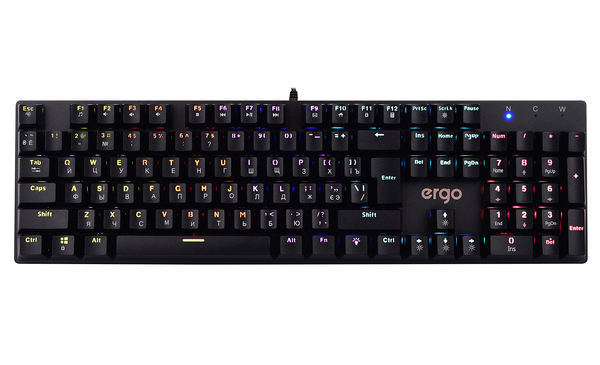 Esc F1 F2 F3 F4 F5 F6 F7 F8 F9 F10 F11 F12 PrtSc ScrLk Pause N C W
Ins Home PgUp Num / * -
Tab Q Й W Ц E У R К T Е Y Н U Г I Ш O Щ P З Del End PgDn 7 Home 8 9 PgUp +
Enter
Caps A Ф S D В F А G П H Р J О K Л L Д ergo 4 5 6
Shift Z Я X Ч C С V М B И N Т M Ь Shift 1 End 2 3 PgDn Enter
Ctrl Alt Alt Fn Ctrl 0 Ins Del